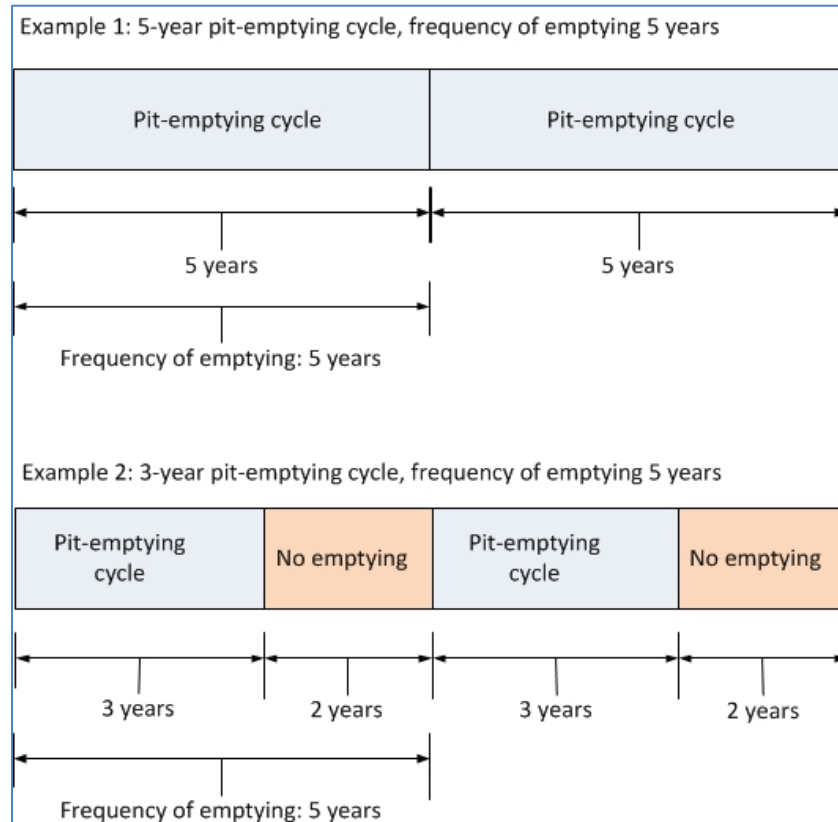 Example 1: 5-year pit-emptying cycle, frequency of emptying 5 years
Pit-emptying cycle
Pit-emptying cycle
5 years
5 years
Frequency of emptying: 5 years
Example 2: 3-year pit-emptying cycle, frequency of emptying 5 years
Pit-emptying
cycle
No emptying
Pit-emptying
cycle
No emptying
3 years
2 years
3 years
2 years
Frequency of emptying: 5 years